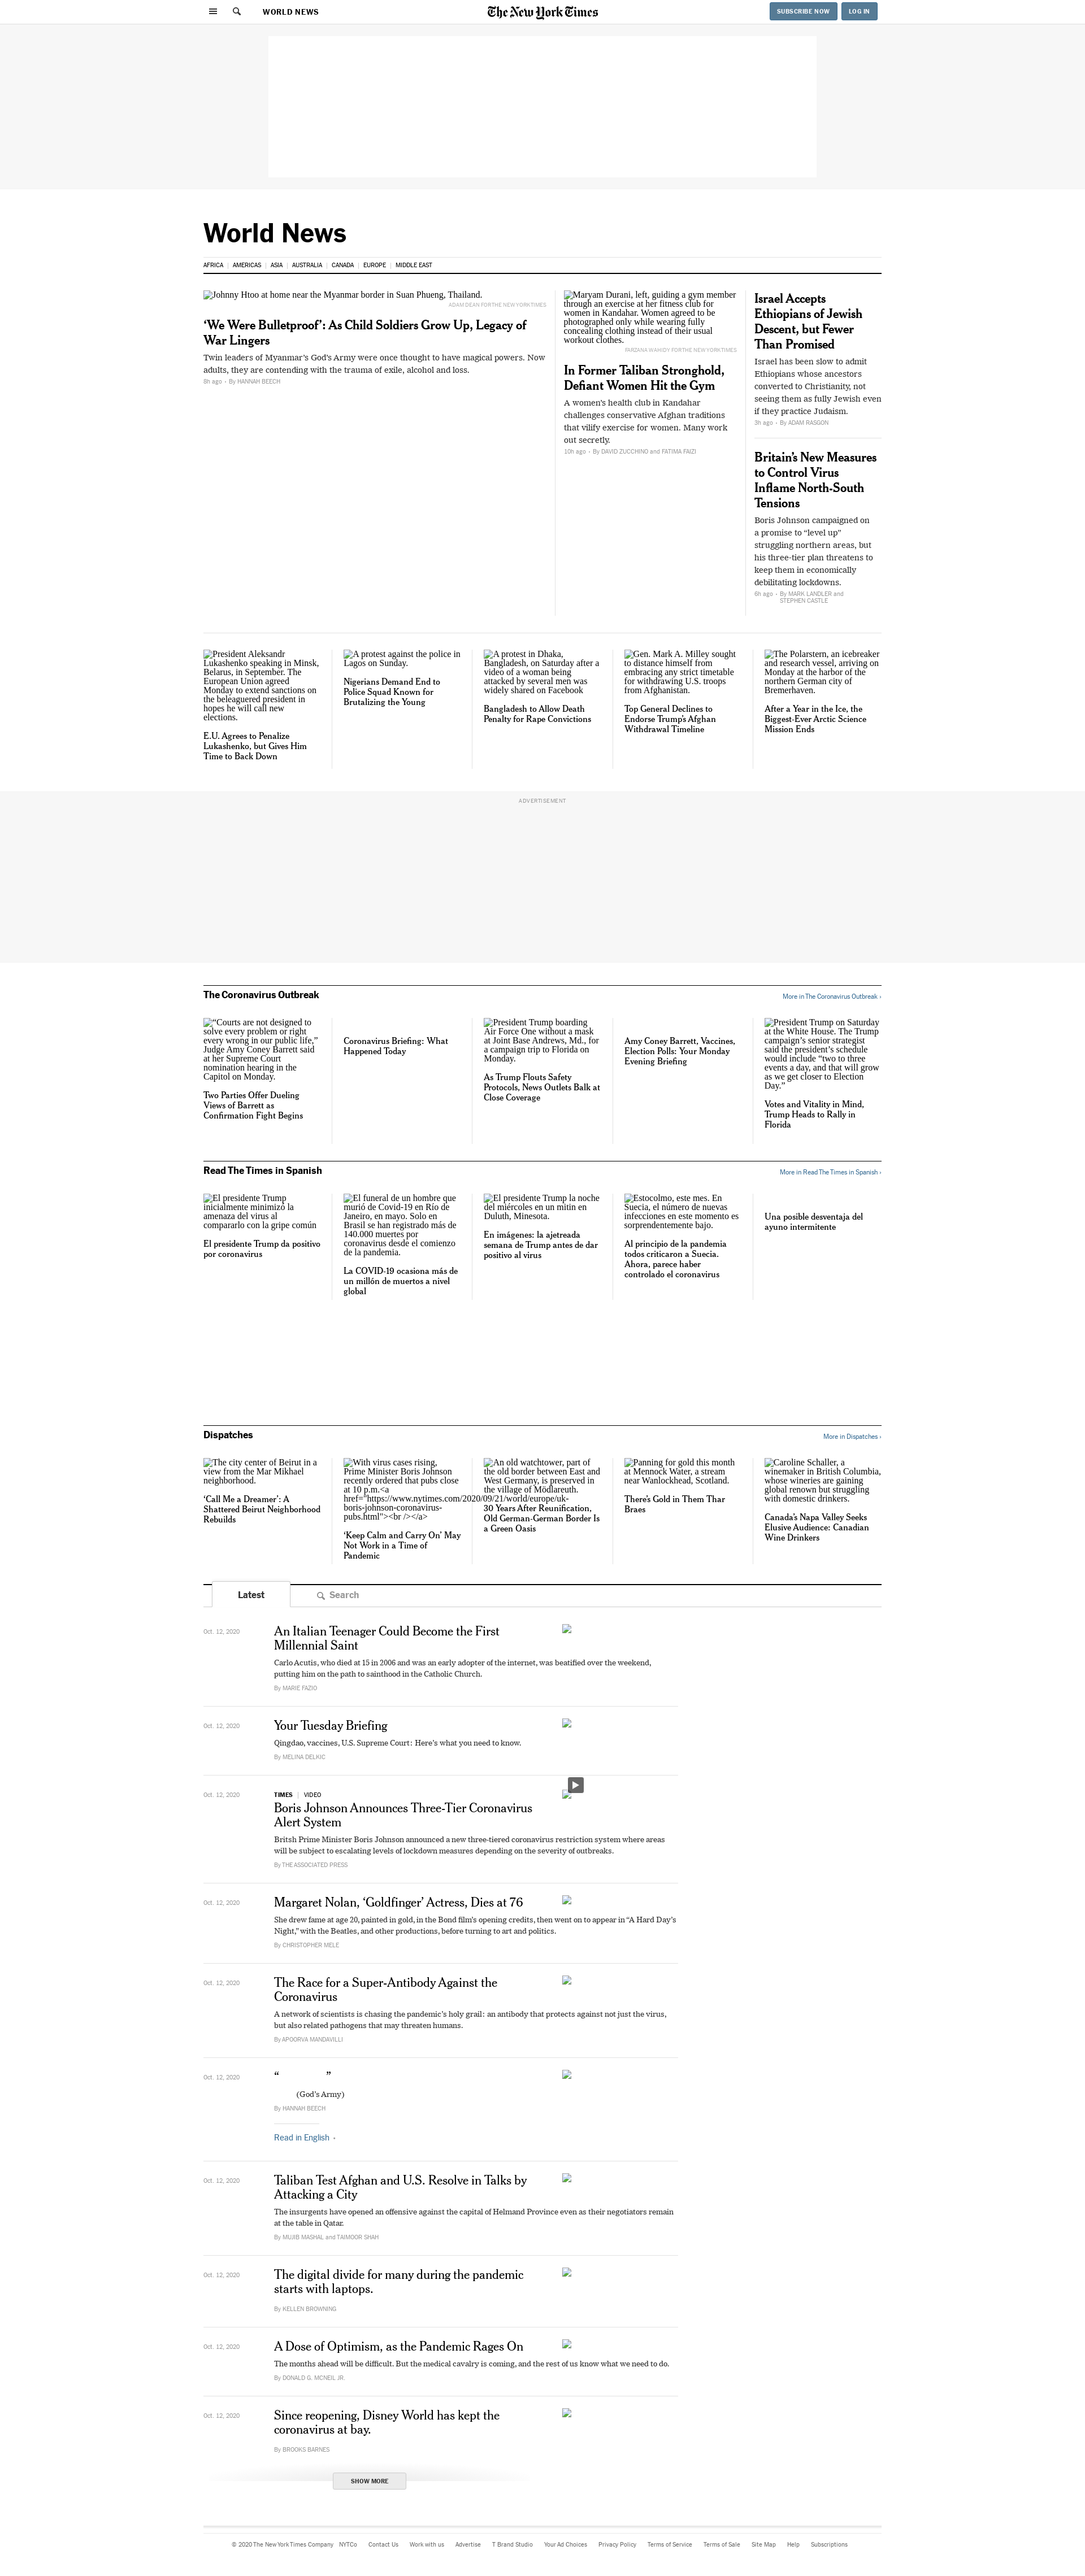 WORLD NEWS
The New York Times
SUBSCRIBE NOW
LOG IN
World News
AFRICA
AMERICAS
ASIA
AUSTRALIA
CANADA
EUROPE
MIDDLE EAST
Johnny Htoo at home near the Myanmar border in Suan Phueng, Thailand.
ADAM DEAN FOR THE NEW YORK TIMES
‘We Were Bulletproof’: As Child Soldiers Grow Up, Legacy of
War Lingers
Twin leaders of Myanmar’s God’s Army were once thought to have magical powers. Now
adults, they are contending with the trauma of exile, alcohol and loss.
8h ago · By HANNAH BEECH
Maryam Durani, left, guiding a gym member
through an exercise at her fitness club for
women in Kandahar. Women agreed to be
photographed only while wearing fully
concealing clothing instead of their usual
workout clothes.
FARZANA WAHIDY FOR THE NEW YORK TIMES
In Former Taliban Stronghold,
Defiant Women Hit the Gym
A women’s health club in Kandahar
challenges conservative Afghan traditions
that vilify exercise for women. Many work
out secretly.
10h ago · By DAVID ZUCCHINO and FATIMA FAIZI
Israel Accepts
Ethiopians of Jewish
Descent, but Fewer
Than Promised
Israel has been slow to admit
Ethiopians whose ancestors
converted to Christianity, not
seeing them as fully Jewish even
if they practice Judaism.
3h ago · By ADAM RASGON
Britain’s New Measures
to Control Virus
Inflame North-South
Tensions
Boris Johnson campaigned on
a promise to “level up”
struggling northern areas, but
his three-tier plan threatens to
keep them in economically
debilitating lockdowns.
6h ago · By MARK LANDLER and
STEPHEN CASTLE
President Aleksandr
Lukashenko speaking in Minsk,
Belarus, in September. The
European Union agreed
Monday to extend sanctions on
the beleaguered president in
hopes he will call new
elections.
E.U. Agrees to Penalize
Lukashenko, but Gives Him
Time to Back Down
A protest against the police in
Lagos on Sunday.
Nigerians Demand End to
Police Squad Known for
Brutalizing the Young
A protest in Dhaka,
Bangladesh, on Saturday after a
video of a woman being
attacked by several men was
widely shared on Facebook
Bangladesh to Allow Death
Penalty for Rape Convictions
Gen. Mark A. Milley sought
to distance himself from
embracing any strict timetable
for withdrawing U.S. troops
from Afghanistan.
Top General Declines to
Endorse Trump’s Afghan
Withdrawal Timeline
The Polarstern, an icebreaker
and research vessel, arriving on
Monday at the harbor of the
northern German city of
Bremerhaven.
After a Year in the Ice, the
Biggest-Ever Arctic Science
Mission Ends
ADVERTISEMENT
The Coronavirus Outbreak
More in The Coronavirus Outbreak ›
“Courts are not designed to
solve every problem or right
every wrong in our public life,”
Judge Amy Coney Barrett said
at her Supreme Court
nomination hearing in the
Capitol on Monday.
Two Parties Offer Dueling
Views of Barrett as
Confirmation Fight Begins
Coronavirus Briefing: What
Happened Today
President Trump boarding
Air Force One without a mask
at Joint Base Andrews, Md., for
a campaign trip to Florida on
Monday.
As Trump Flouts Safety
Protocols, News Outlets Balk at
Close Coverage
Amy Coney Barrett, Vaccines,
Election Polls: Your Monday
Evening Briefing
President Trump on Saturday
at the White House. The Trump
campaign’s senior strategist
said the president’s schedule
would include “two to three
events a day, and that will grow
as we get closer to Election
Day.”
Votes and Vitality in Mind,
Trump Heads to Rally in
Florida
Read The Times in Spanish
More in Read The Times in Spanish ›
El presidente Trump
inicialmente minimizó la
amenaza del virus al
compararlo con la gripe común
El presidente Trump da positivo
por coronavirus
El funeral de un hombre que
murió de Covid-19 en Río de
Janeiro, en mayo. Solo en
Brasil se han registrado más de
140.000 muertes por
coronavirus desde el comienzo
de la pandemia.
La COVID-19 ocasiona más de
un millón de muertos a nivel
global
El presidente Trump la noche
del miércoles en un mitin en
Duluth, Minesota.
En imágenes: la ajetreada
semana de Trump antes de dar
positivo al virus
Estocolmo, este mes. En
Suecia, el número de nuevas
infecciones en este momento es
sorprendentemente bajo.
Al principio de la pandemia
todos criticaron a Suecia.
Ahora, parece haber
controlado el coronavirus
Una posible desventaja del
ayuno intermitente
Dispatches
More in Dispatches ›
The city center of Beirut in a
view from the Mar Mikhael
neighborhood.
‘Call Me a Dreamer’: A
Shattered Beirut Neighborhood
Rebuilds
With virus cases rising,
Prime Minister Boris Johnson
recently ordered that pubs close
at 10 p.m.<a
href="https://www.nytimes.com/2020/09/21/world/europe/uk-
boris-johnson-coronavirus-
pubs.html"><br /></a>
‘Keep Calm and Carry On’ May
Not Work in a Time of
Pandemic
An old watchtower, part of
the old border between East and
West Germany, is preserved in
the village of Mödlareuth.
30 Years After Reunification,
Old German-German Border Is
a Green Oasis
Panning for gold this month
at Mennock Water, a stream
near Wanlockhead, Scotland.
There’s Gold in Them Thar
Braes
Caroline Schaller, a
winemaker in British Columbia,
whose wineries are gaining
global renown but struggling
with domestic drinkers.
Canada’s Napa Valley Seeks
Elusive Audience: Canadian
Wine Drinkers
Latest
Search
Oct. 12, 2020
An Italian Teenager Could Become the First
Millennial Saint
Carlo Acutis, who died at 15 in 2006 and was an early adopter of the internet, was beatified over the weekend,
putting him on the path to sainthood in the Catholic Church.
By MARIE FAZIO
Oct. 12, 2020
Your Tuesday Briefing
Qingdao, vaccines, U.S. Supreme Court: Here’s what you need to know.
By MELINA DELKIC
Oct. 12, 2020
TIMES | VIDEO
Boris Johnson Announces Three-Tier Coronavirus
Alert System
Britsh Prime Minister Boris Johnson announced a new three-tiered coronavirus restriction system where areas
will be subject to escalating levels of lockdown measures depending on the severity of outbreaks.
By THE ASSOCIATED PRESS
Oct. 12, 2020
Margaret Nolan, ‘Goldfinger’ Actress, Dies at 76
She drew fame at age 20, painted in gold, in the Bond film’s opening credits, then went on to appear in “A Hard Day’s
Night,” with the Beatles, and other productions, before turning to art and politics.
By CHRISTOPHER MELE
Oct. 12, 2020
The Race for a Super-Antibody Against the
Coronavirus
A network of scientists is chasing the pandemic’s holy grail: an antibody that protects against not just the virus,
but also related pathogens that may threaten humans.
By APOORVA MANDAVILLI
Oct. 12, 2020
“ ”
(God’s Army)
By HANNAH BEECH
Read in English ›
Oct. 12, 2020
Taliban Test Afghan and U.S. Resolve in Talks by
Attacking a City
The insurgents have opened an offensive against the capital of Helmand Province even as their negotiators remain
at the table in Qatar.
By MUJIB MASHAL and TAIMOOR SHAH
Oct. 12, 2020
The digital divide for many during the pandemic
starts with laptops.
By KELLEN BROWNING
Oct. 12, 2020
A Dose of Optimism, as the Pandemic Rages On
The months ahead will be difficult. But the medical cavalry is coming, and the rest of us know what we need to do.
By DONALD G. MCNEIL JR.
Oct. 12, 2020
Since reopening, Disney World has kept the
coronavirus at bay.
By BROOKS BARNES
SHOW MORE
© 2020 The New York Times Company
NYTCo
Contact Us
Work with us
Advertise
T Brand Studio
Your Ad Choices
Privacy Policy
Terms of Service
Terms of Sale
Site Map
Help
Subscriptions